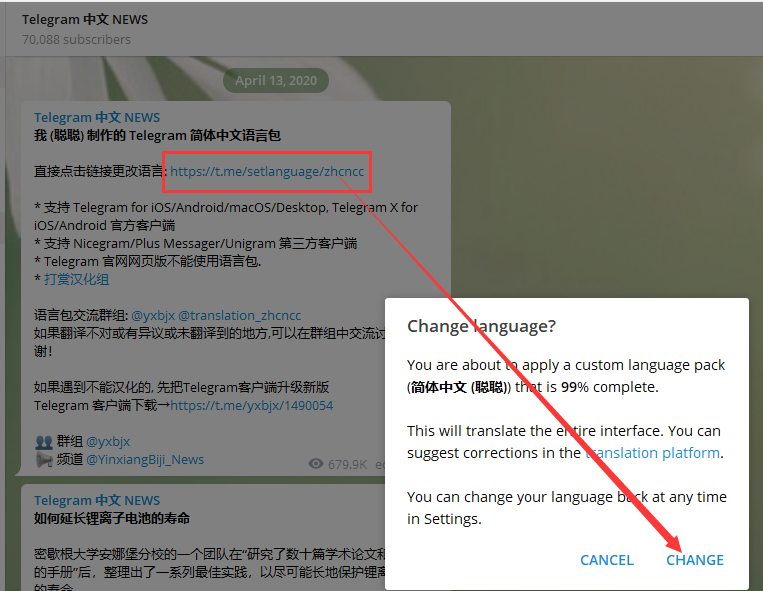 Telegram 中文 NEWS
70,088 subscribers
April 13, 2020
Telegram 中文 NEWS
我 (聪聪) 制作的 Telegram 简体中文语言包
直接点击链接更改语言: https://t.me/setlanguage/zhcncc
* 支持 Telegram for iOS/Android/macOS/Desktop, Telegram X for
iOS/Android 官方客户端
* 支持 Nicegram/Plus Messager/Unigram 第三方客户端
* Telegram 官网网页版不能使用语言包.
* 打赏汉化组
语言包交流群组: @yxbjx @translation_zhcncc
如果翻译不对或有异议或未翻译到的地方,可以在群组中交流讨
谢!
如果遇到不能汉化的, 先把Telegram客户端升级新版
Telegram 客户端下载→https://t.me/yxbjx/1490054
群组 @yxbjx
频道 @YinxiangBiji_News
679.9K
Telegram 中文 NEWS
如何延长锂离子电池的寿命
密歇根大学安娜堡分校的一个团队在“研究了数十篇学术论文和
的手册”后，整理出了一系列最佳实践，以尽可能长地保护锂离
的寿命
Change language?
You are about to apply a custom language pack
(简体中文 (聪聪)) that is 99% complete.
This will translate the entire interface. You can
suggest corrections in the translation platform.
You can change your language back at any time
in Settings.
CANCEL CHANGE